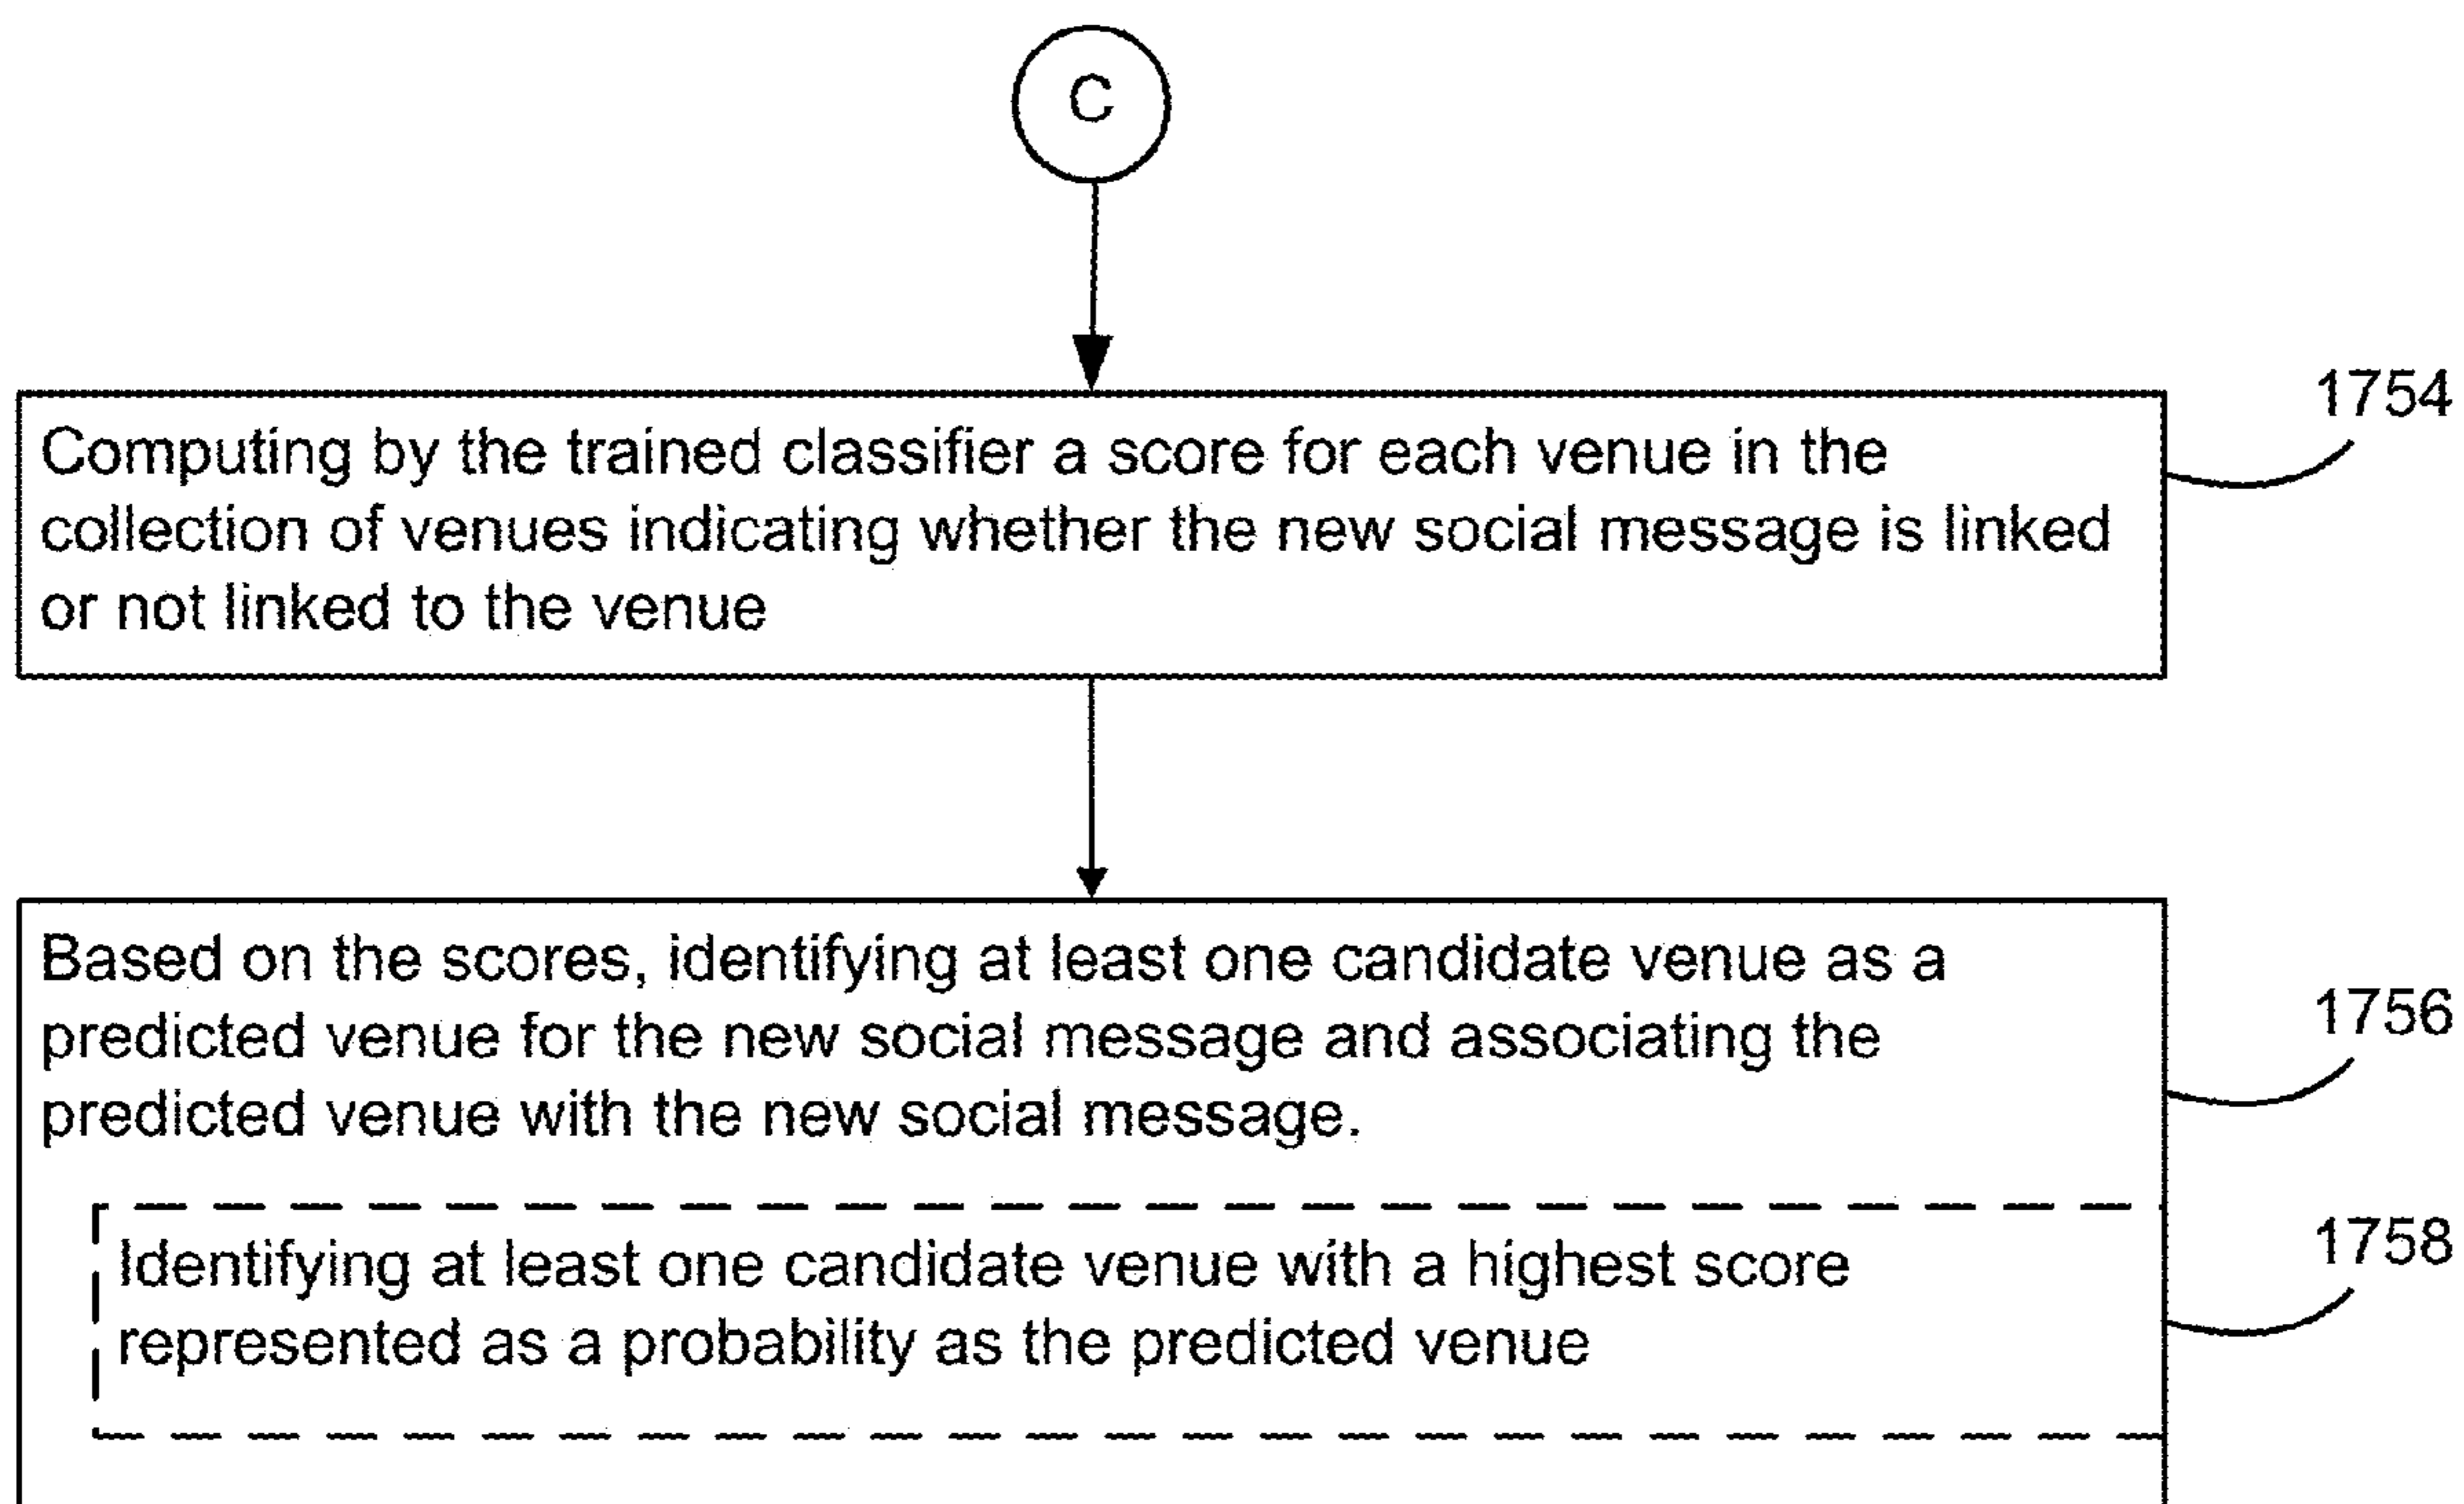 C
1754
Computing by the trained classifier a score for each venue in the
collection of venues indicating whether the new social message is linked
or not linked to the venue
Based on the scores, identifying at least one candidate venue as a
predicted venue for the new social message and associating the
predicted venue with the new social message.
1756
Identifying at least one candidate venue with a highest score
represented as a probability as the predicted venue
1758